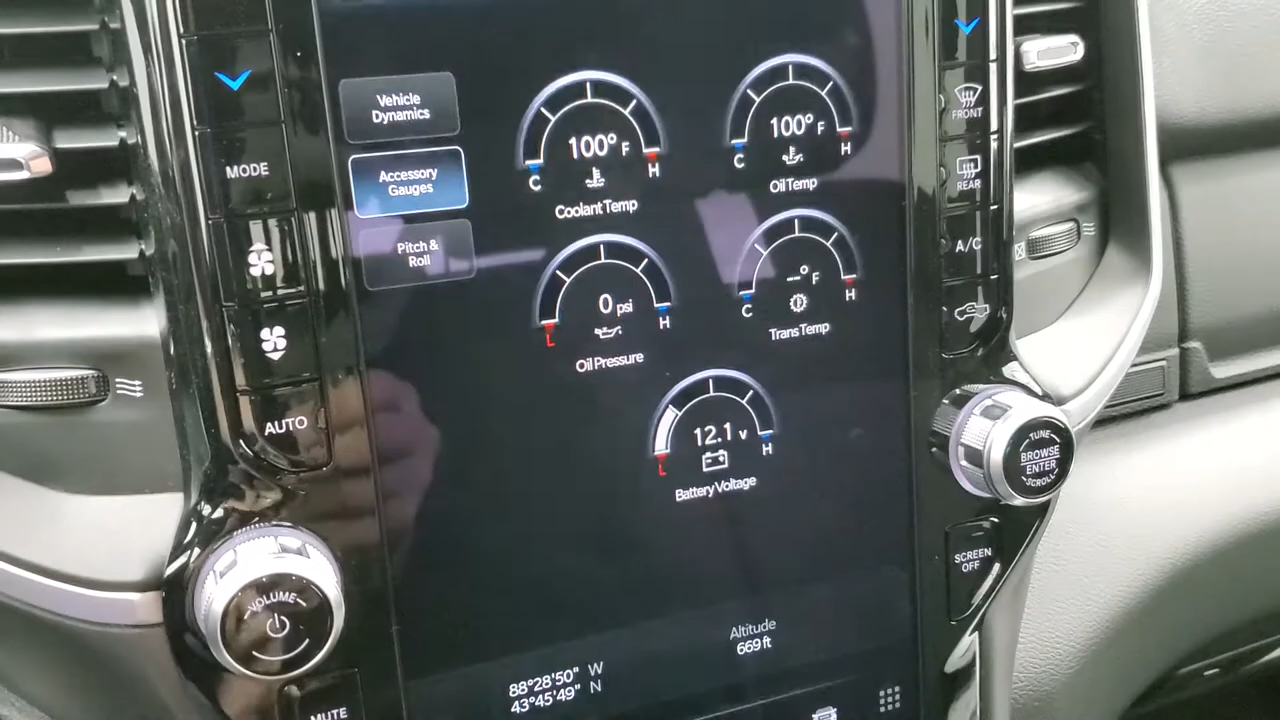 MODE
AUTO
VOLUME
MUTE
Vehicle
Dynamics
Accessory
Gauges
Pitch &
Roll
100° F
C H
Coolant Temp
100° F
C H
Oil Temp
0 psi
L H
Oil Pressure
--° F
C H
Trans Temp
12.1 v
L H
Battery Voltage
88°28'50" W
43°45'49" N
Altitude
669 ft
FRONT
REAR
A/C
TUNE
BROWSE
ENTER
SCROLL
SCREEN
OFF